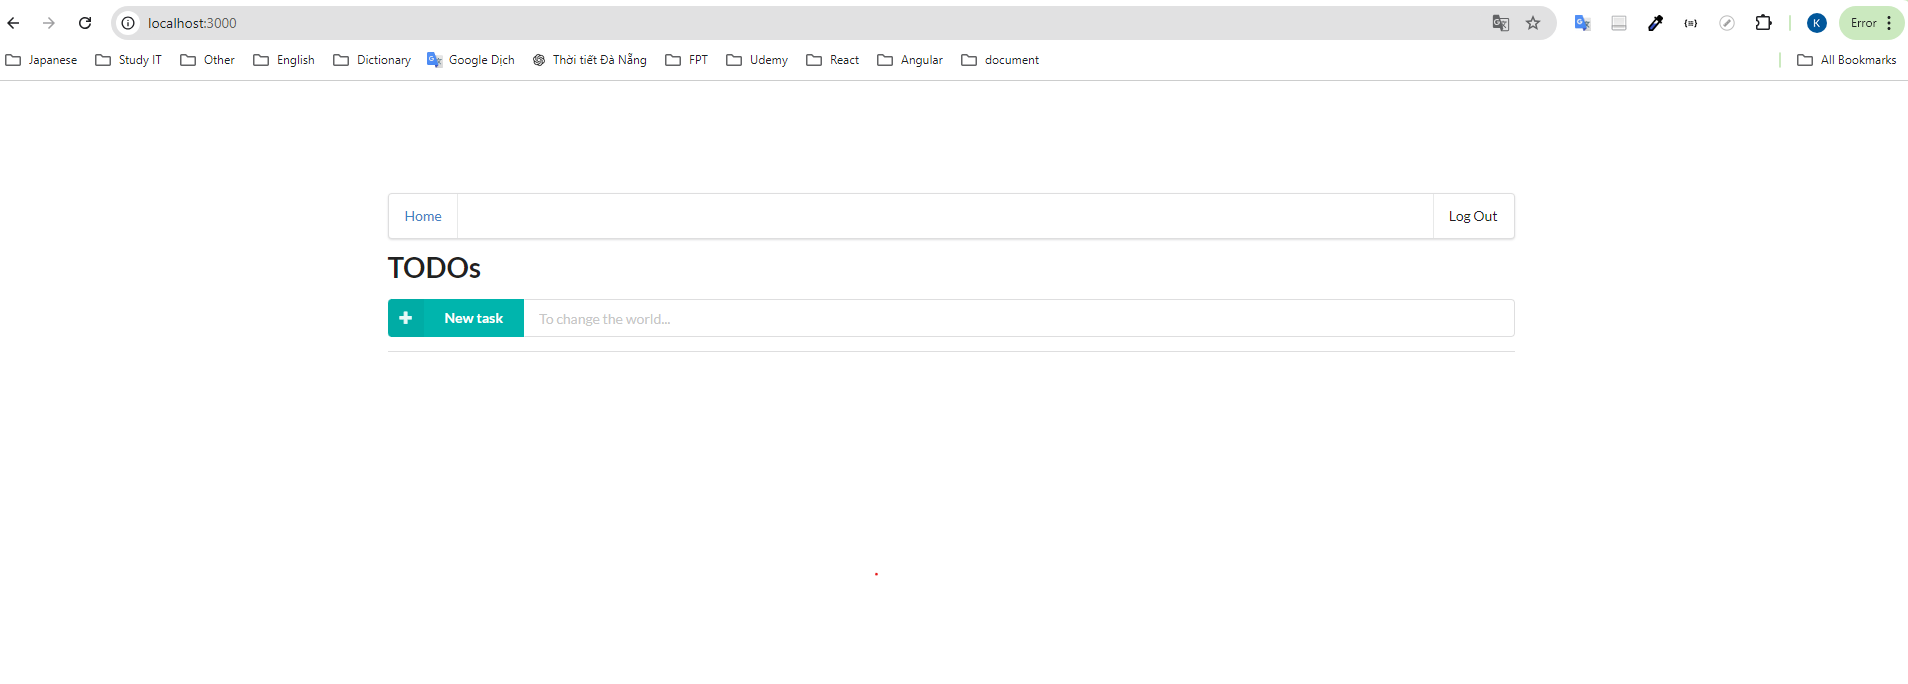 localhost:3000
K
Error
Japanese Study IT Other English Dictionary Google Dịch Thời tiết Đà Nẵng FPT Udemy React Angular document All Bookmarks
Home Log Out
TODOs
New task To change the world...